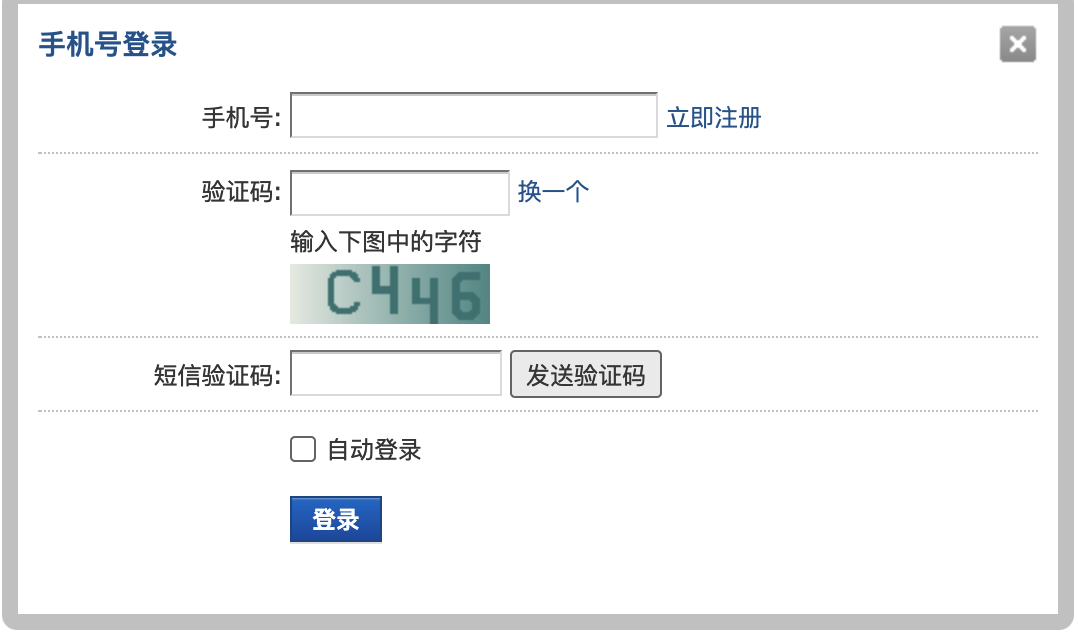 手机号登录
手机号: 立即注册
验证码: 换一个
输入下图中的字符
C446
短信验证码: 发送验证码
自动登录
登录